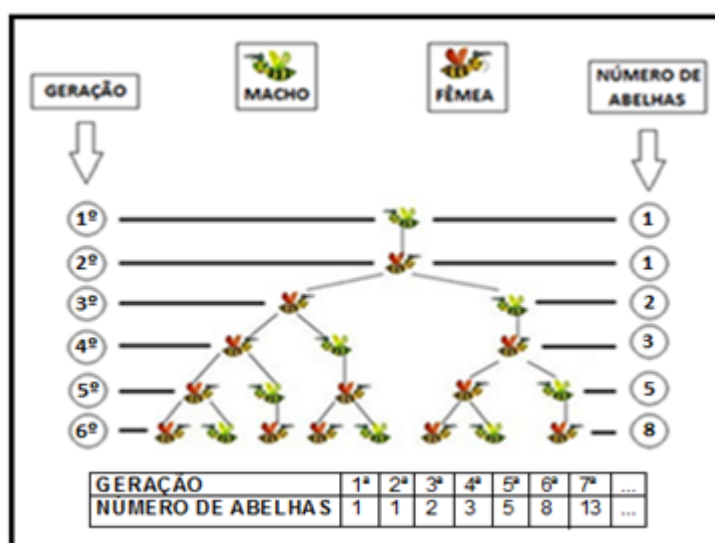 GERAÇÃO
MACHO
FÊMEA
NÚMERO DE
ABELHAS
1º 1
2º 1
3º 2
4º 3
5º 5
6º 8
GERAÇÃO 1ª 2ª 3ª 4ª 5ª 6ª 7ª ...
NÚMERO DE ABELHAS 1 1 2 3 5 8 13 ...